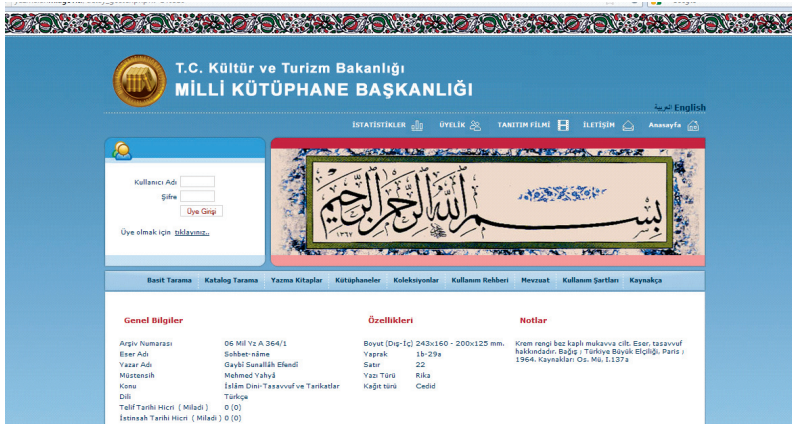 T.C. Kültür ve Turizm Bakanlığı
MİLLİ KÜTÜPHANE BAŞKANLIĞI
English العربية
İSTATİSTİKLER ÜYELİK TANITIM FİLMİ İLETİŞİM Anasayfa
Kullanıcı Adı
Şifre
Üye Girişi
Üye olmak için tıklayınız..
بسم الله الرحمن الرحيم
١٣٦٧
Basit Tarama Katalog Tarama Yazma Kitaplar Kütüphaneler Koleksiyonlar Kullanım Rehberi Mevzuat Kullanım Şartları Kaynakça
Genel Bilgiler
Arşiv Numarası 06 Mil Yz A 364/1
Eser Adı Sohbet-nâme
Yazar Adı Gaybî Sunallâh Efendî
Müstensih Mehmed Yahyâ
Konu İslâm Dini-Tasavvuf ve Tarikatlar
Dili Türkçe
Telif Tarihi Hicri ( Miladi ) 0 (0)
İstinsah Tarihi Hicri ( Miladi ) 0 (0)
Özellikleri
Boyut (Dış-İç) 243x160 - 200x125 mm.
Yaprak 1b-29a
Satır 22
Yazı Türü Rika
Kağıt türü Cedid
Notlar
Krem rengi bez kaplı mukavva cilt. Eser, tasavvuf
hakkındadır. Bağış ; Türkiye Büyük Elçiliği. Paris ;
1964. Kaynakları Os. Mü. I.137a